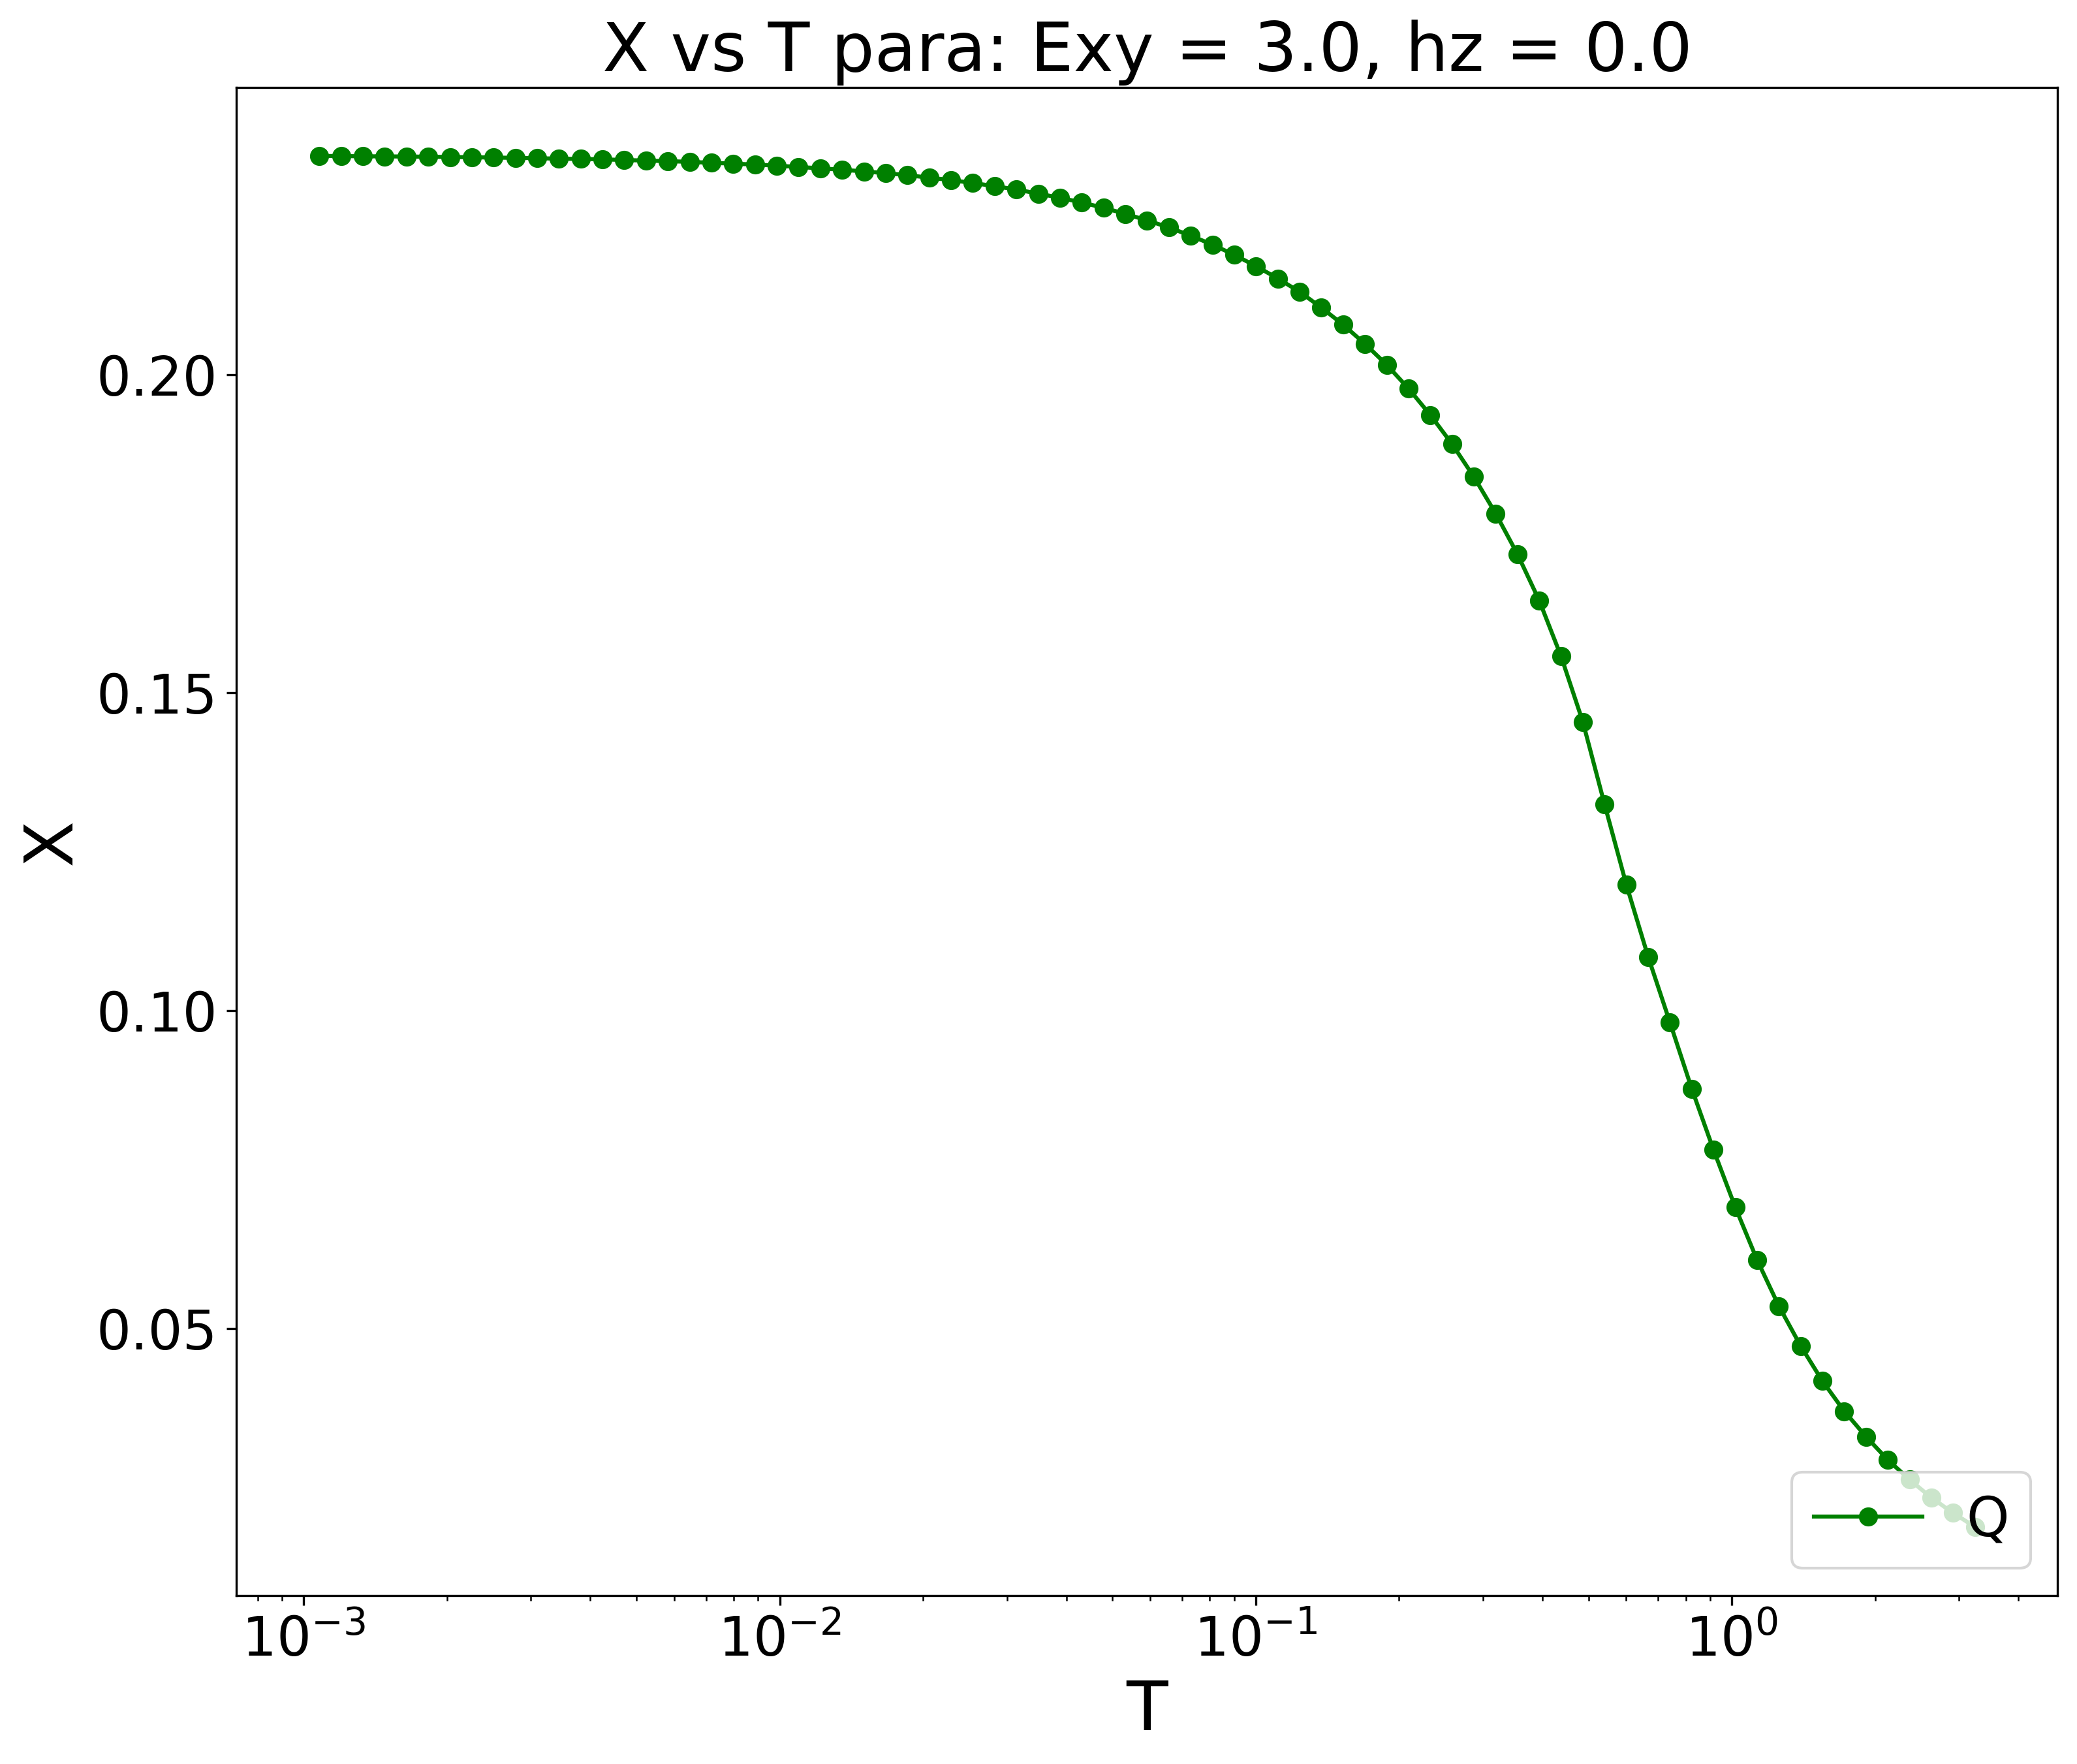 X vs T para: Exy = 3.0, hz = 0.0
X
0.20
0.15
0.10
0.05
Q
10⁻³ 10⁻² 10⁻¹ 10⁰
T